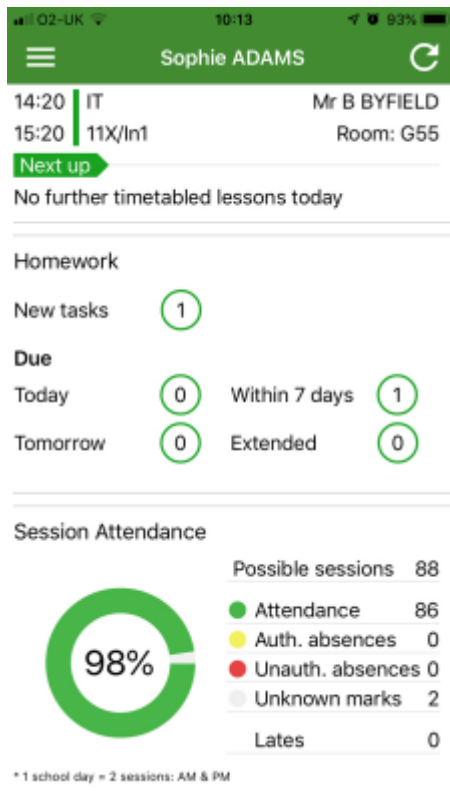 O2-UK 10:13 93%
Sophie ADAMS
14:20 IT Mr B BYFIELD
15:20 11X/In1 Room: G55
Next up
No further timetabled lessons today
Homework
New tasks 1
Due
Today 0 Within 7 days 1
Tomorrow 0 Extended 0
Session Attendance
Possible sessions 88
Attendance 86
98% Auth. absences 0
Unauth. absences 0
Unknown marks 2
Lates 0
* 1 school day = 2 sessions: AM & PM